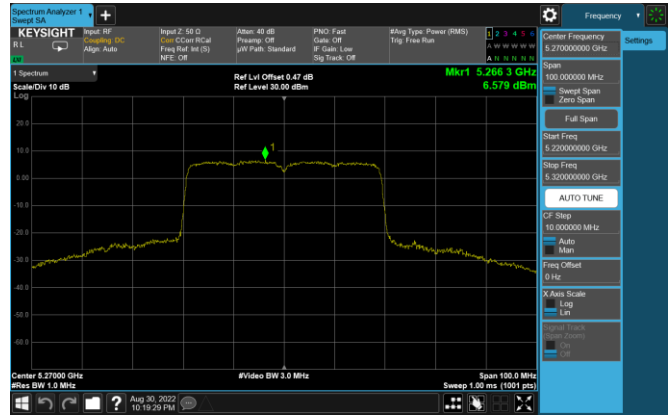 Spectrum Analyzer 1
Swept SA
+
Frequency
KEYSIGHT
RL
Input: RF
Coupling: DC
Align: Auto
Input Z: 50 Ω
Corr CCorr RCal
Freq Ref: Int (S)
NFE: Off
Atten: 40 dB
Preamp: Off
µW Path: Standard
PNO: Fast
Gate: Off
IF Gain: Low
Sig Track: Off
#Avg Type: Power (RMS)
Trig: Free Run
1 2 3 4 5 6
A W W W W W
A N N N N N
LW
1 Spectrum
Scale/Div 10 dB
Ref Lvl Offset 0.47 dB
Ref Level 30.00 dBm
Mkr1 5.266 3 GHz
6.579 dBm
Log
20.0
10.0
0.00
-10.0
-20.0
-30.0
-40.0
-50.0
-60.0
1
Center 5.27000 GHz
#Res BW 1.0 MHz
#Video BW 3.0 MHz
Span 100.0 MHz
Sweep 1.00 ms (1001 pts)
Aug 30, 2022
10:19:29 PM
Center Frequency
5.270000000 GHz
Settings
Span
100.000000 MHz
Swept Span
Zero Span
Full Span
Start Freq
5.220000000 GHz
Stop Freq
5.320000000 GHz
AUTO TUNE
CF Step
10.000000 MHz
Auto
Man
Freq Offset
0 Hz
X Axis Scale
Log
Lin
Signal Track
(Span Zoom)
On
Off